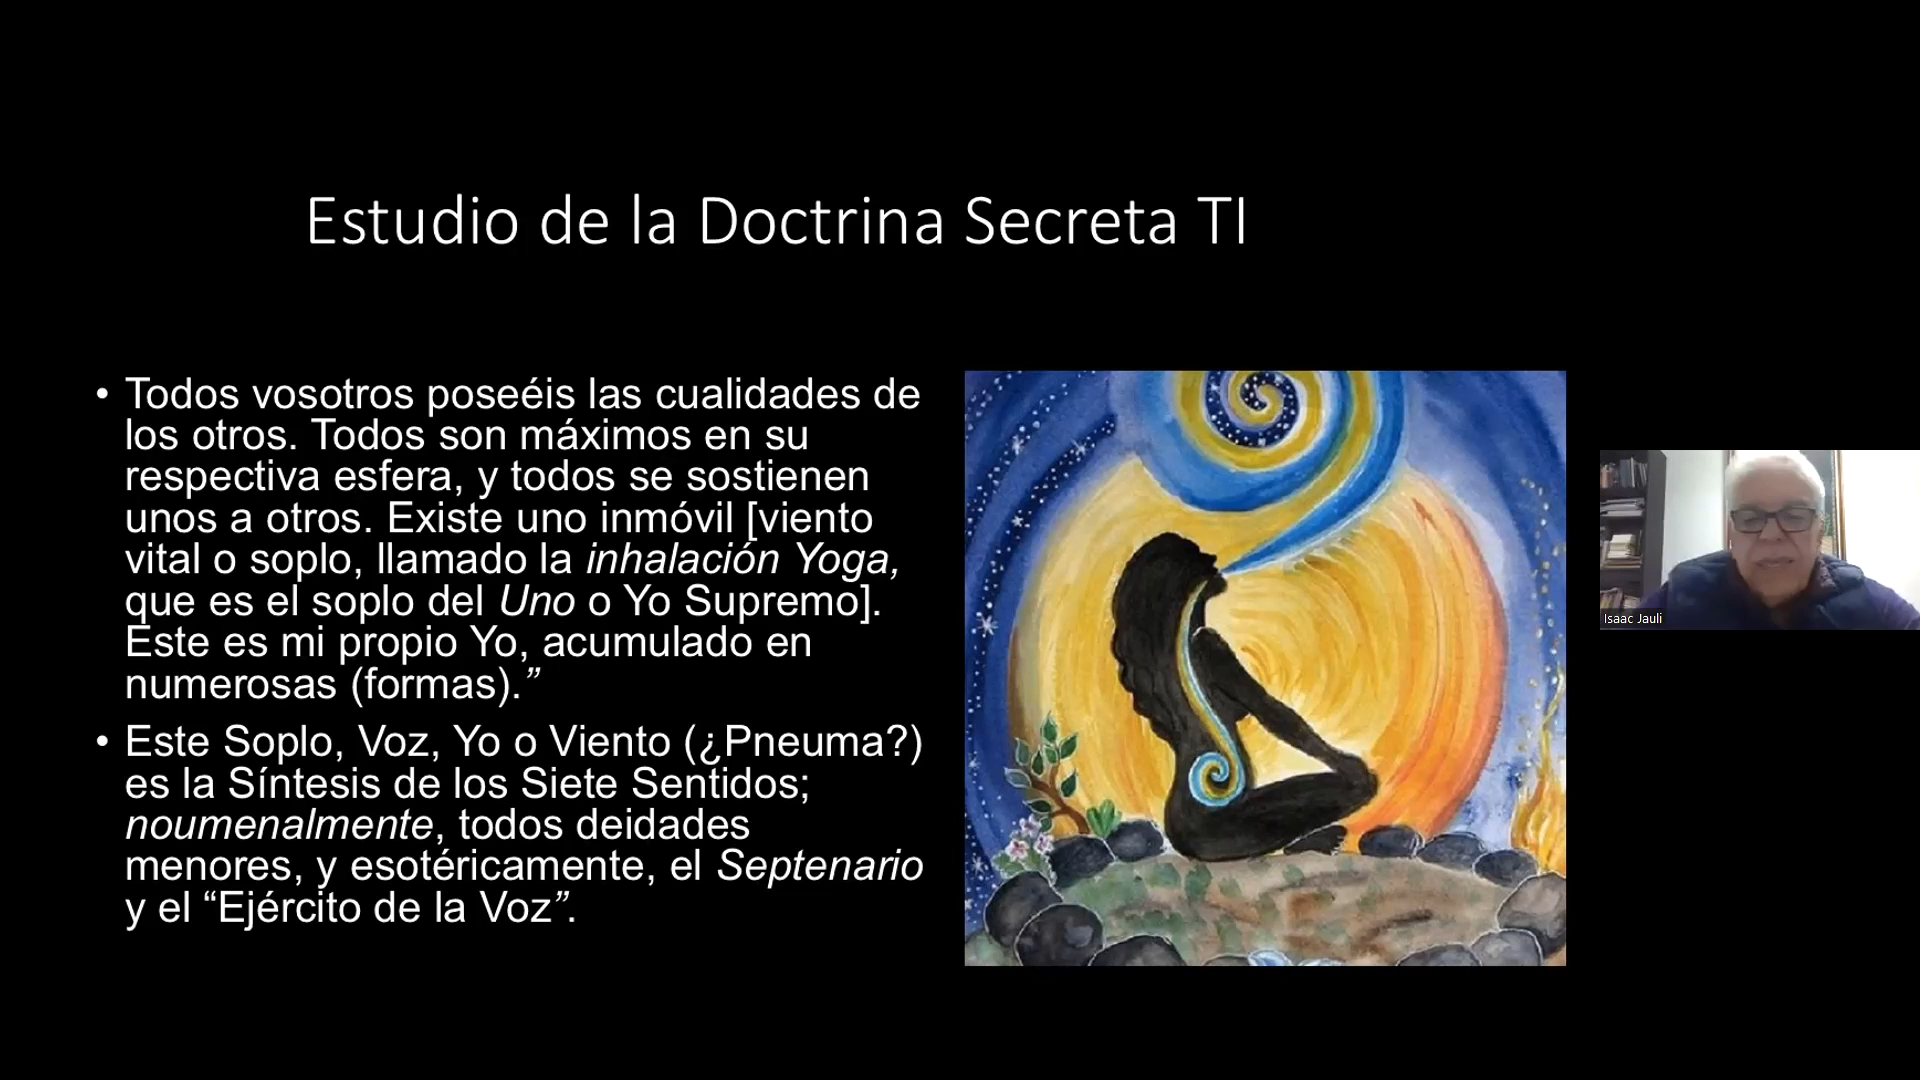 Estudio de la Doctrina Secreta TI
• Todos vosotros poseéis las cualidades de
los otros. Todos son máximos en su
respectiva esfera, y todos se sostienen
unos a otros. Existe uno inmóvil [viento
vital o soplo, llamado la inhalación Yoga,
que es el soplo del Uno o Yo Supremo].
Este es mi propio Yo, acumulado en
numerosas (formas).”
• Este Soplo, Voz, Yo o Viento (¿Pneuma?)
es la Síntesis de los Siete Sentidos;
noumenalmente, todos deidades
menores, y esotéricamente, el Septenario
y el “Ejército de la Voz”.
Isaac Jauli